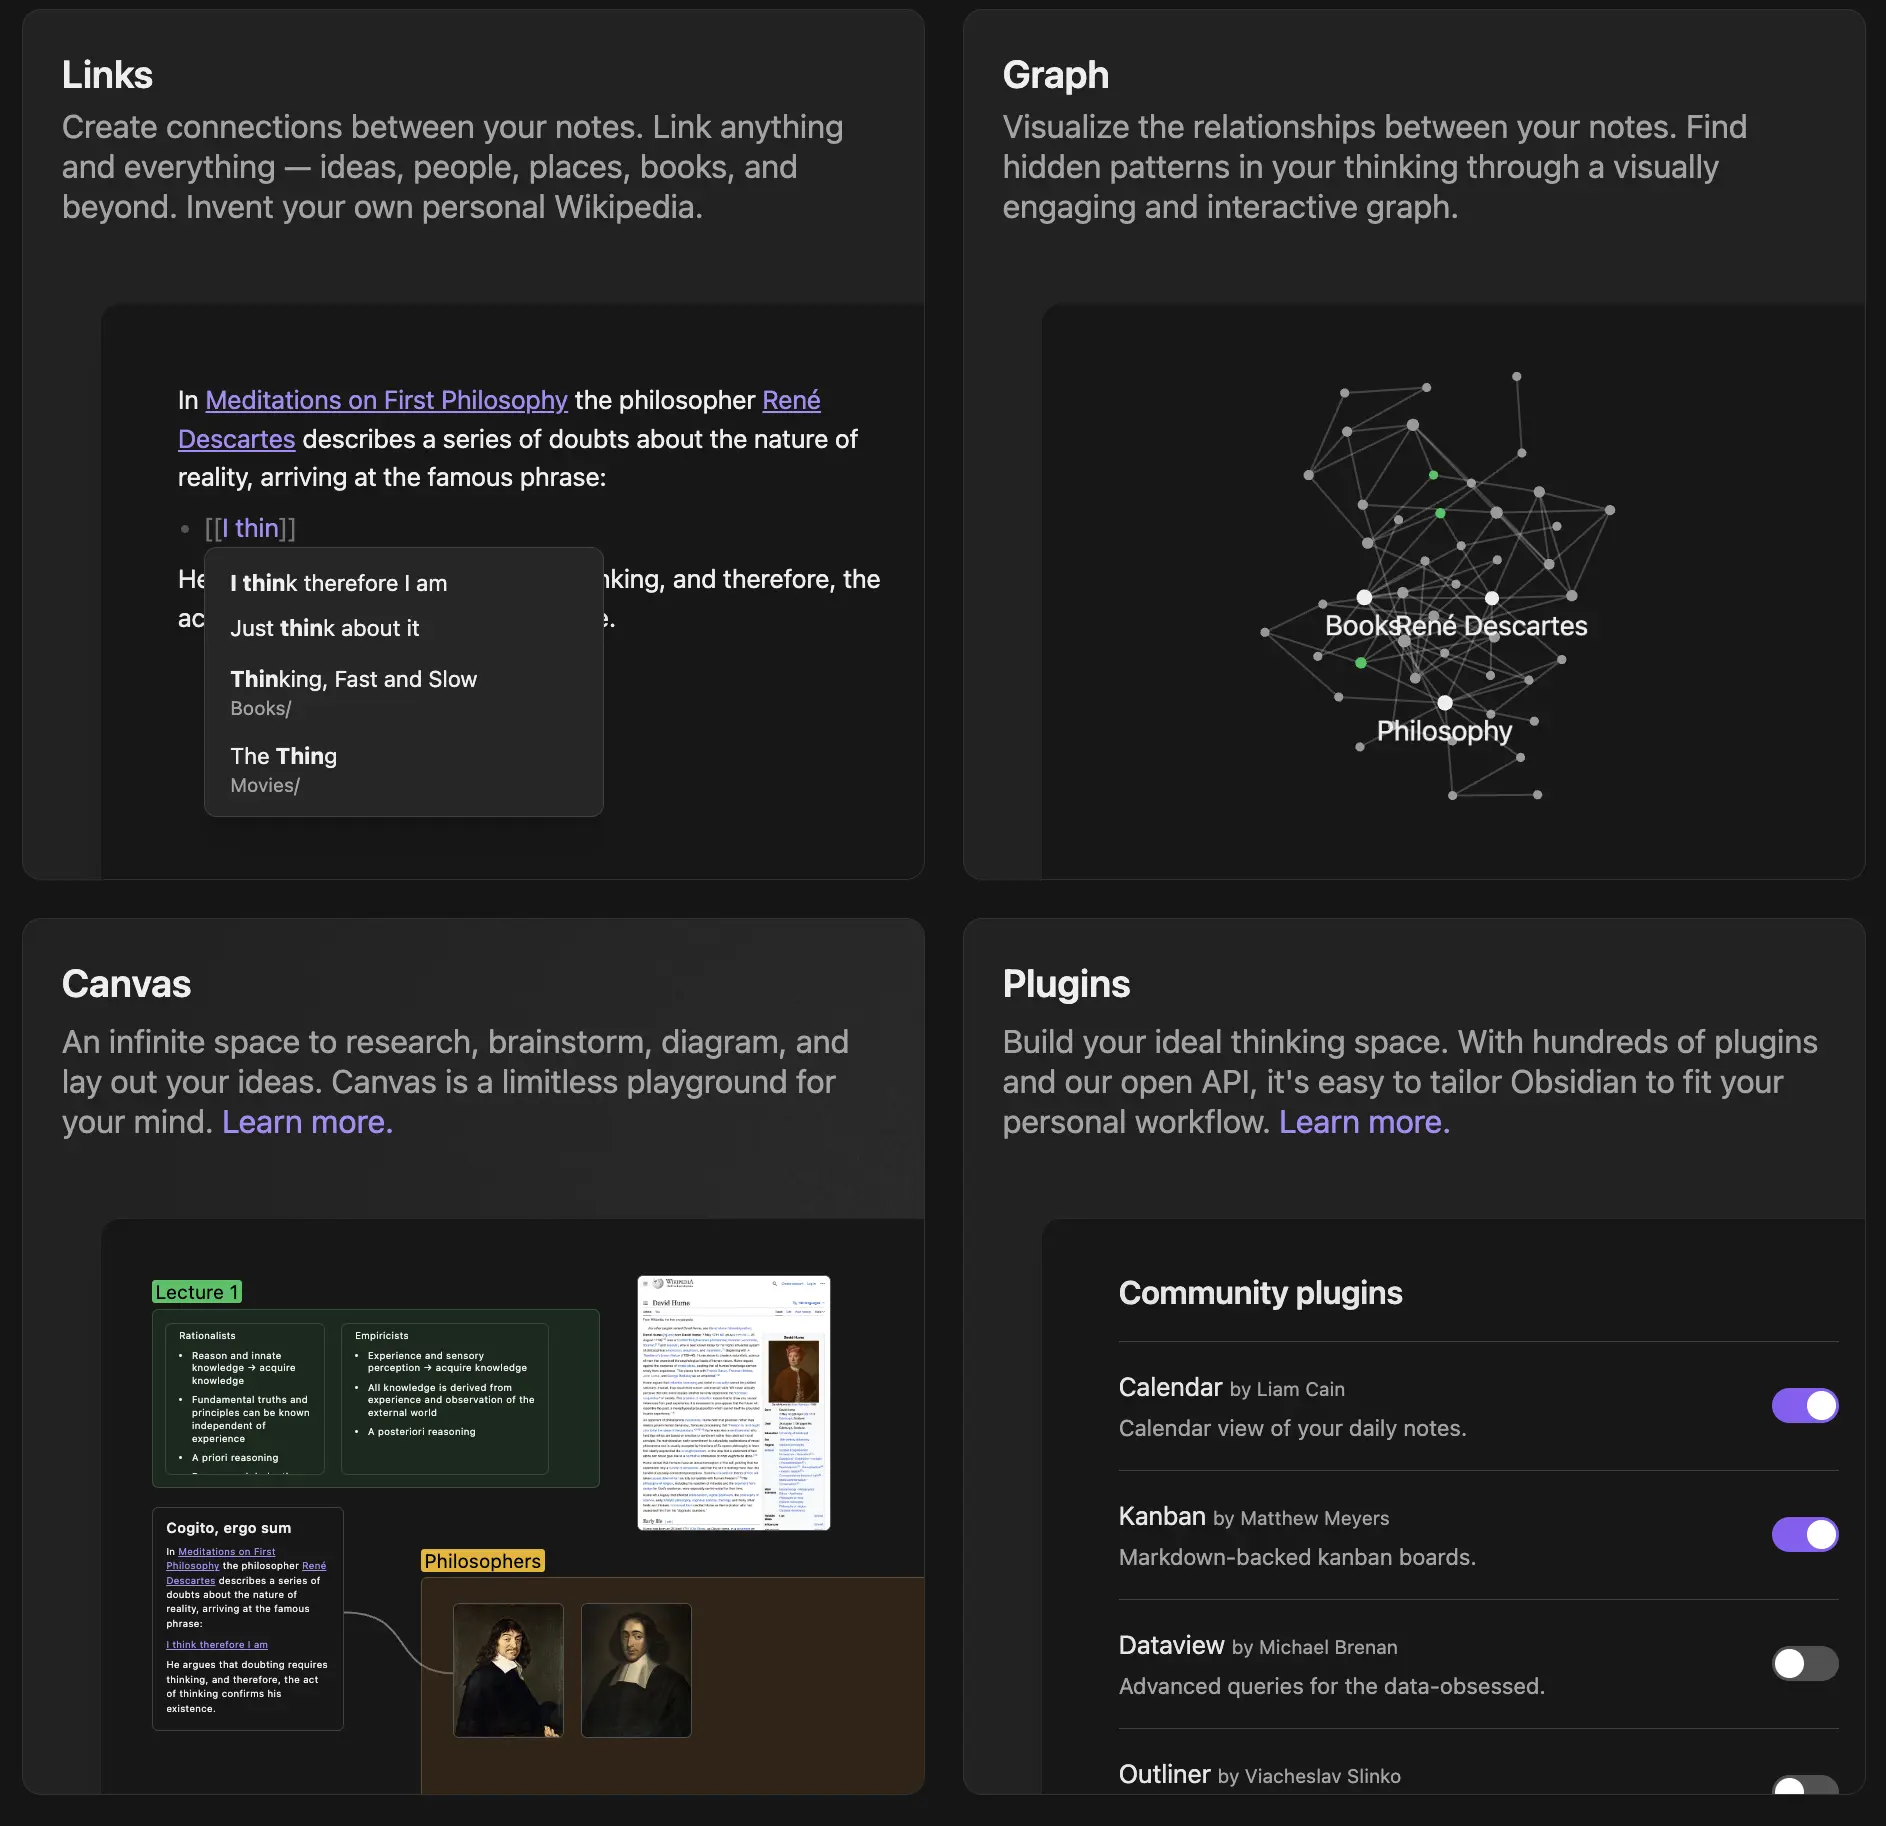 Links
Create connections between your notes. Link anything
and everything — ideas, people, places, books, and
beyond. Invent your own personal Wikipedia.
In Meditations on First Philosophy the philosopher René
Descartes describes a series of doubts about the nature of
reality, arriving at the famous phrase:
• [[I thin]]
He
nking, and therefore, the
ac
e.
I think therefore I am
Just think about it
Thinking, Fast and Slow
Books/
The Thing
Movies/
Graph
Visualize the relationships between your notes. Find
hidden patterns in your thinking through a visually
engaging and interactive graph.
Books
René Descartes
Philosophy
Canvas
An infinite space to research, brainstorm, diagram, and
lay out your ideas. Canvas is a limitless playground for
your mind. Learn more.
Lecture 1
Rationalists
• Reason and innate
knowledge → acquire
knowledge
• Fundamental truths and
principles can be known
independent of
experience
• A priori reasoning
Empiricists
• Experience and sensory
perception → acquire knowledge
• All knowledge is derived from
experience and observation of the
external world
• A posteriori reasoning
WIKIPEDIA
David Hume
Cogito, ergo sum
In Meditations on First
Philosophy the philosopher René
Descartes describes a series of
doubts about the nature of
reality, arriving at the famous
phrase:
I think therefore I am
He argues that doubting requires
thinking, and therefore, the act
of thinking confirms his
existence.
Philosophers
Plugins
Build your ideal thinking space. With hundreds of plugins
and our open API, it's easy to tailor Obsidian to fit your
personal workflow. Learn more.
Community plugins
Calendar by Liam Cain
Calendar view of your daily notes.
Kanban by Matthew Meyers
Markdown-backed kanban boards.
Dataview by Michael Brenan
Advanced queries for the data-obsessed.
Outliner by Viacheslav Slinko